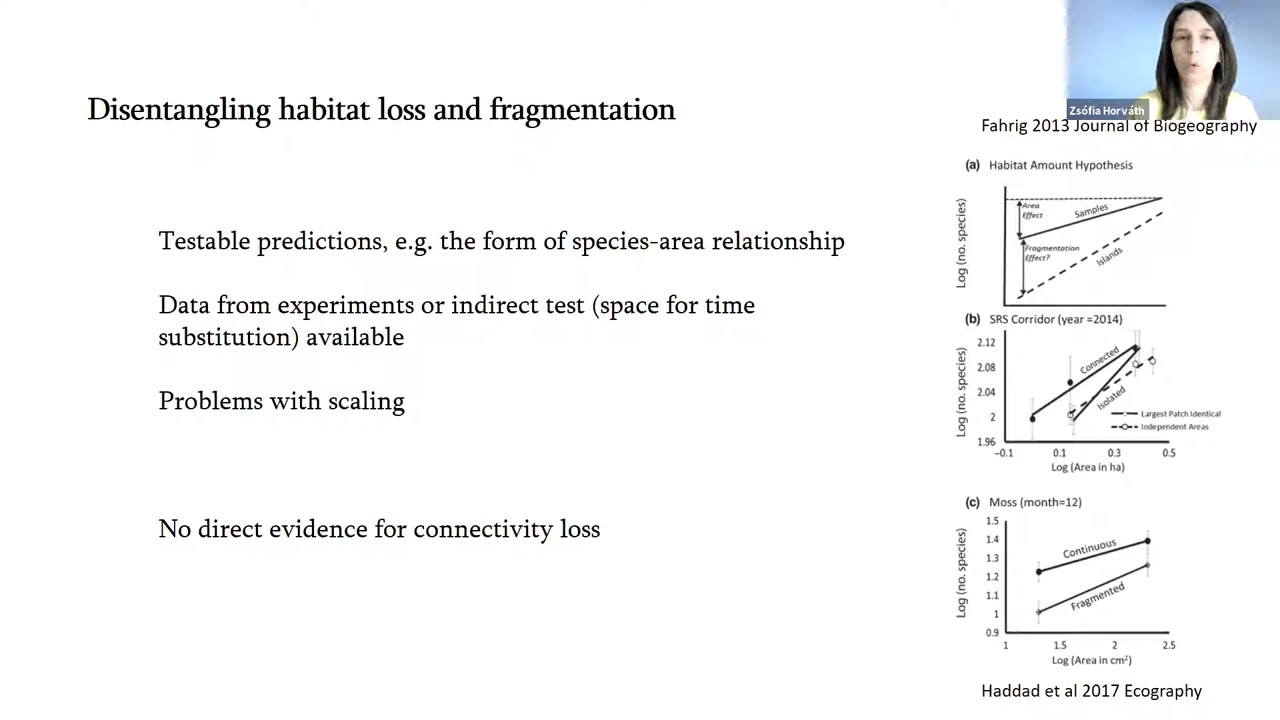 Disentangling habitat loss and fragmentation
Testable predictions, e.g. the form of species-area relationship
Data from experiments or indirect test (space for time
substitution) available
Problems with scaling
No direct evidence for connectivity loss
Zsófia Horváth
Fahrig 2013 Journal of Biogeography
(a) Habitat Amount Hypothesis
Log (no. species)
Area
Effect
Samples
Fragmentation
Effect?
Islands
(b) SRS Corridor (year =2014)
Log (no. species)
2.12
2.08
2.04
2
1.96
Connected
Isolated
Largest Patch Identical
Independent Areas
-0.1 0.1 0.3 0.5
Log (Area in ha)
(c) Moss (month=12)
Log (no. species)
1.5
1.4
1.3
1.2
1.1
1
0.9
Continuous
Fragmented
1 1.5 2 2.5
Log (Area in cm²)
Haddad et al 2017 Ecography